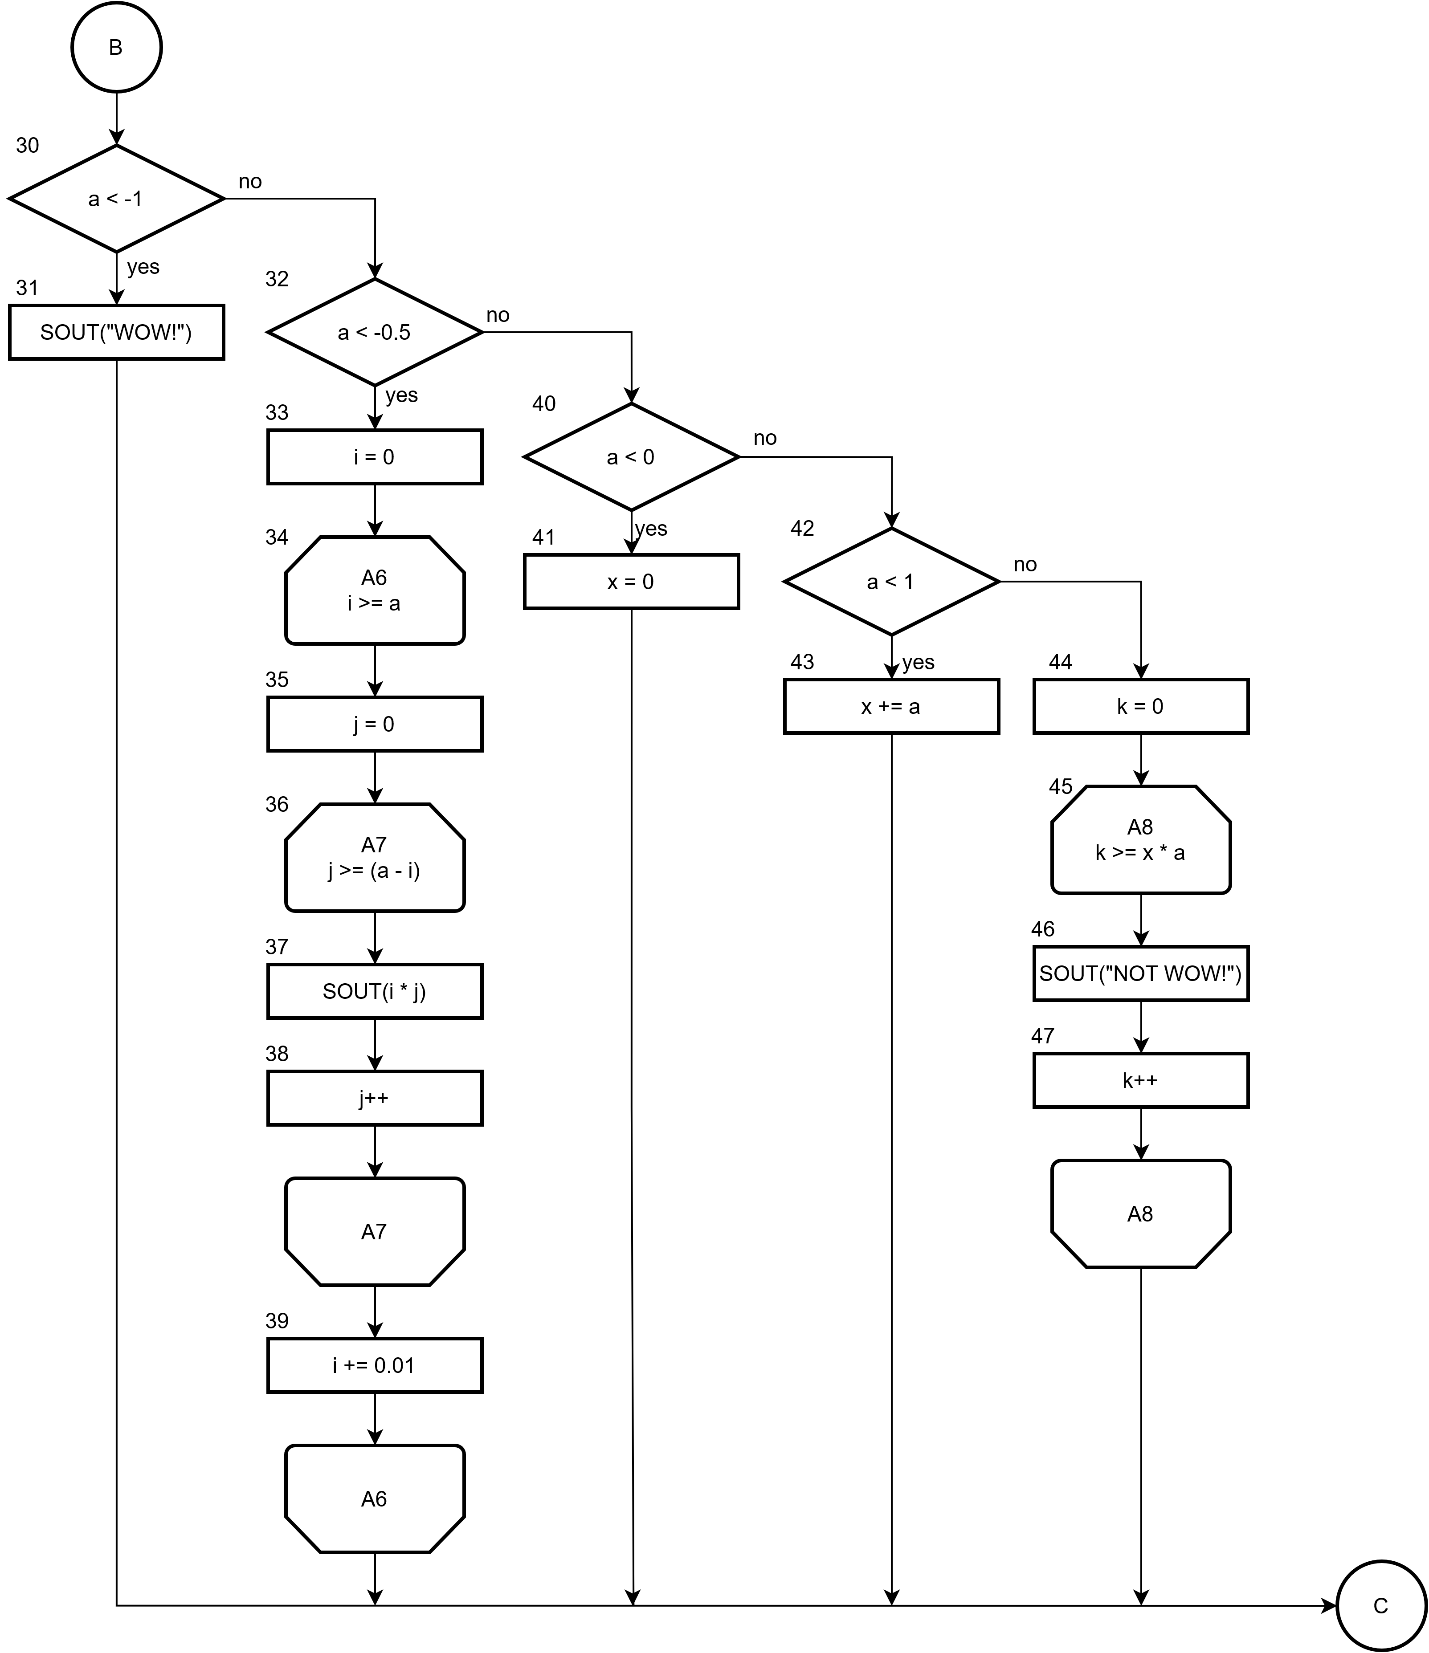 B
30
a < -1
no
yes
31
SOUT("WOW!")
32
a < -0.5
no
yes
33
i = 0
34
A6
i >= a
35
j = 0
36
A7
j >= (a - i)
37
SOUT(i * j)
38
j++
A7
39
i += 0.01
A6
40
a < 0
no
yes
41
x = 0
42
a < 1
no
yes
43
x += a
44
k = 0
45
A8
k >= x * a
46
SOUT("NOT WOW!")
47
k++
A8
C